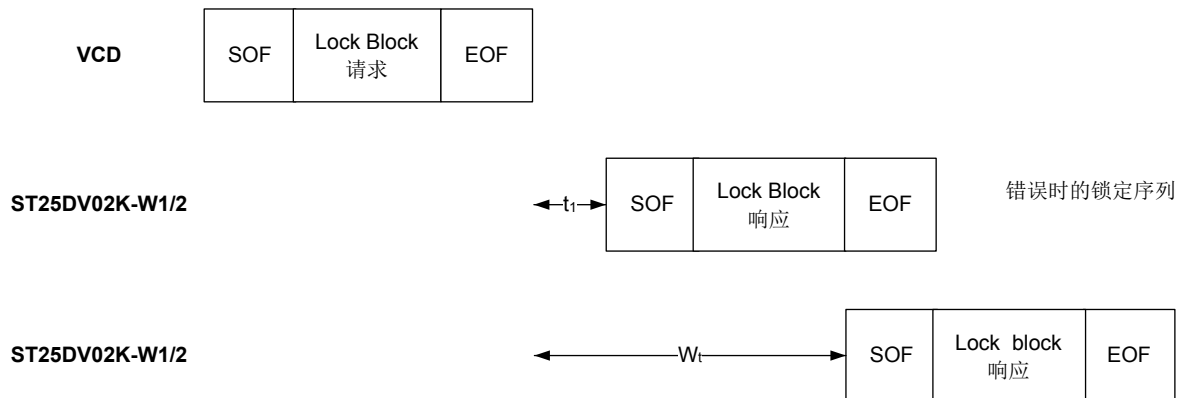 VCD
SOF
Lock Block
请求
EOF
ST25DV02K-W1/2
t1
SOF
Lock Block
响应
EOF
错误时的锁定序列
ST25DV02K-W1/2
Wt
SOF
Lock block
响应
EOF